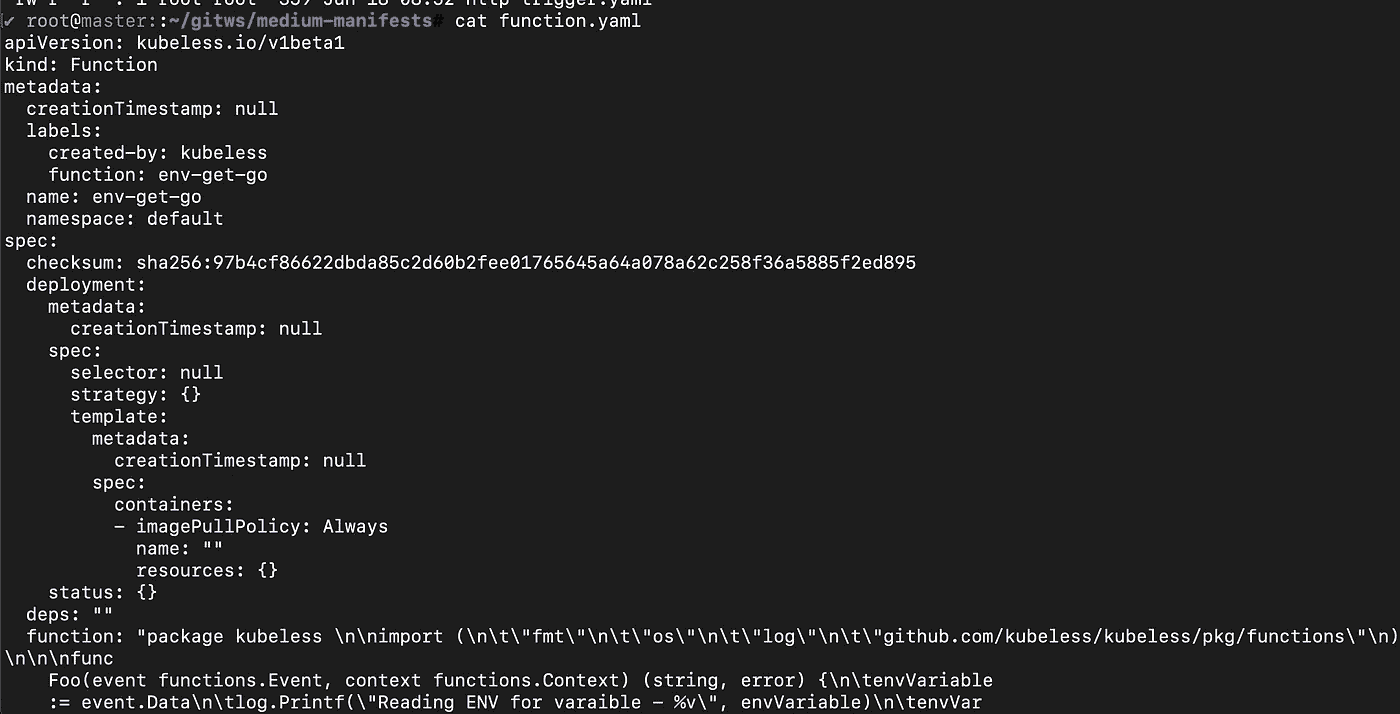 root root 359 Jun 18 08:52 http-trigger.yaml
✔ root@master::~/gitws/medium-manifests# cat function.yaml
apiVersion: kubeless.io/v1beta1
kind: Function
metadata:
  creationTimestamp: null
  labels:
    created-by: kubeless
    function: env-get-go
  name: env-get-go
  namespace: default
spec:
  checksum: sha256:97b4cf86622dbda85c2d60b2fee01765645a64a078a62c258f36a5885f2ed895
  deployment:
    metadata:
      creationTimestamp: null
    spec:
      selector: null
      strategy: {}
      template:
        metadata:
          creationTimestamp: null
        spec:
          containers:
          - imagePullPolicy: Always
            name: ""
            resources: {}
    status: {}
  deps: ""
  function: "package kubeless \n\nimport (\n\t\"fmt\"\n\t\"os\"\n\t\"log\"\n\t\"github.com/kubeless/kubeless/pkg/functions\"\n)
\n\n\nfunc
    Foo(event functions.Event, context functions.Context) (string, error) {\n\tenvVariable
    := event.Data\n\tlog.Printf(\"Reading ENV for varaible - %v\", envVariable)\n\tenvVar